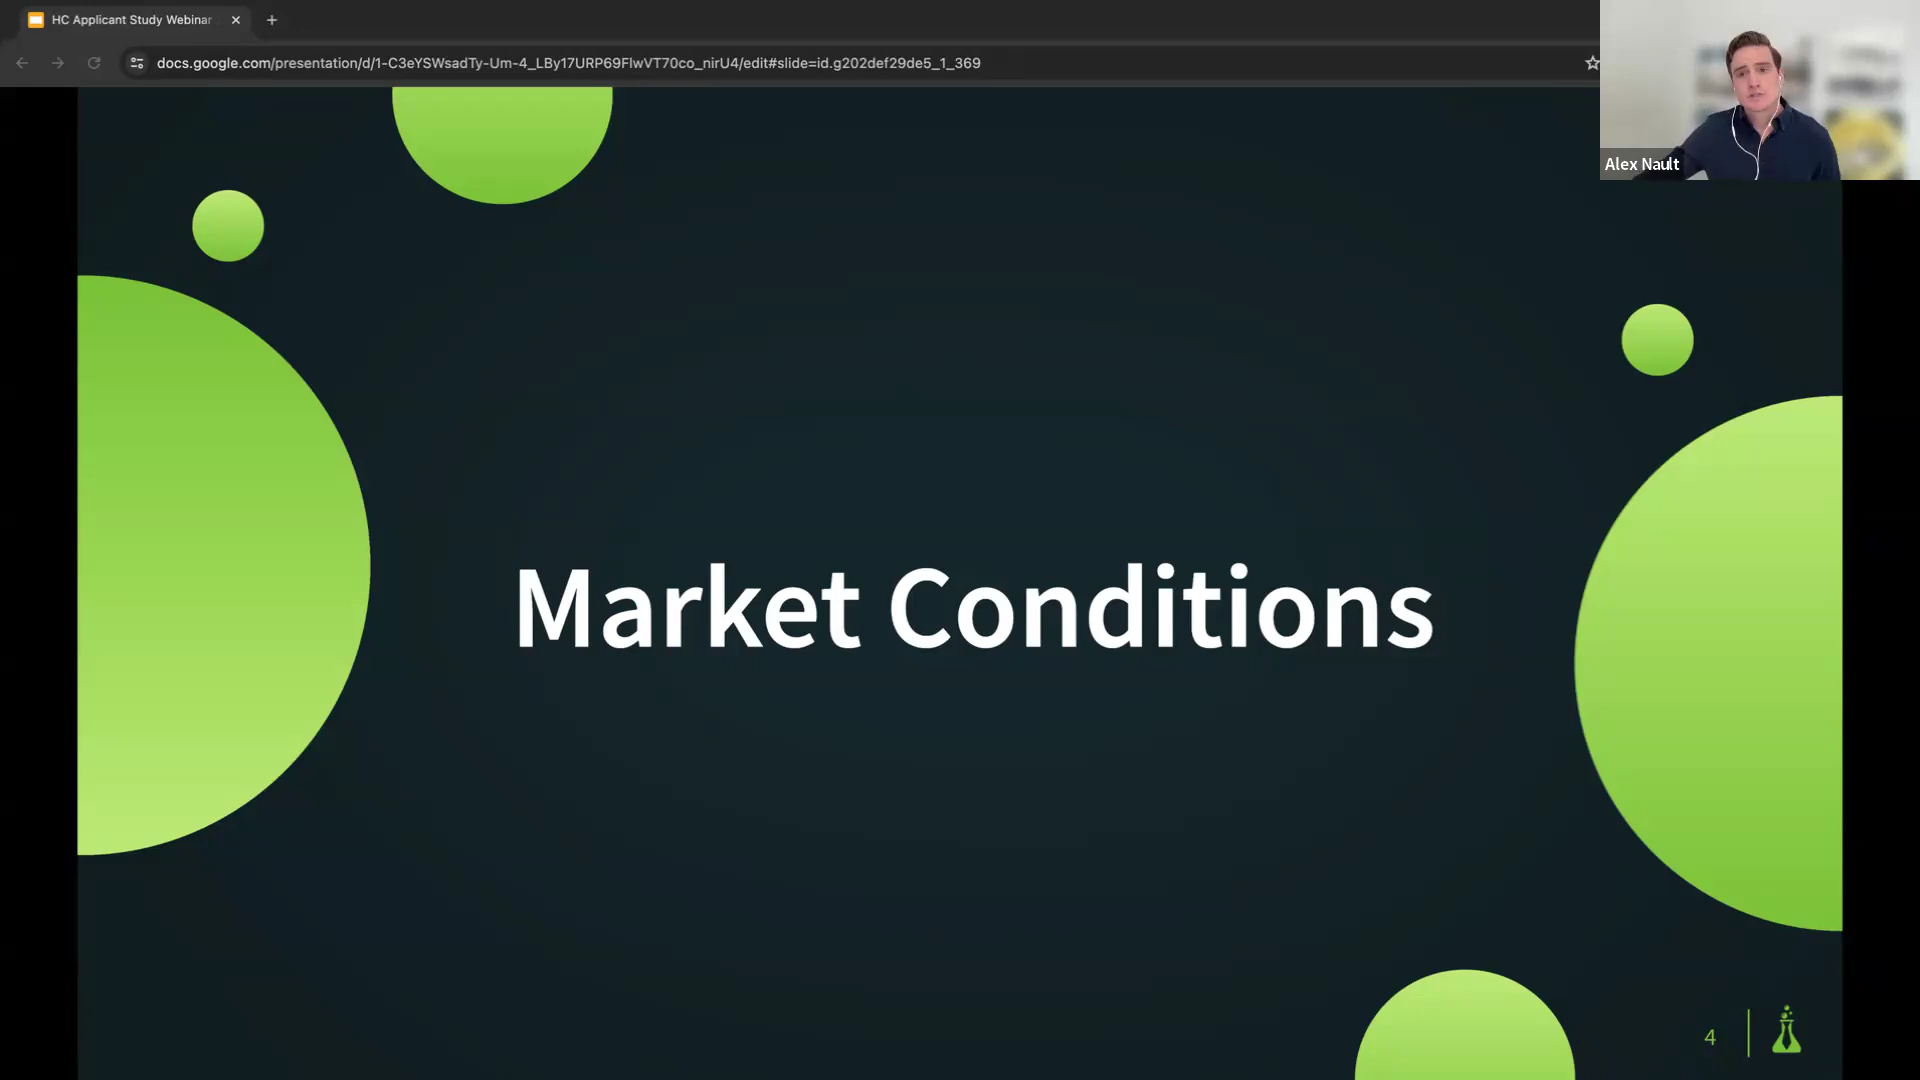 HC Applicant Study Webinar
docs.google.com/presentation/d/1-C3eYSWsadTy-Um-4_LBy17URP69FlwVT70co_nirU4/edit#slide=id.g202def29de5_1_369
Alex Nault
Market Conditions
4